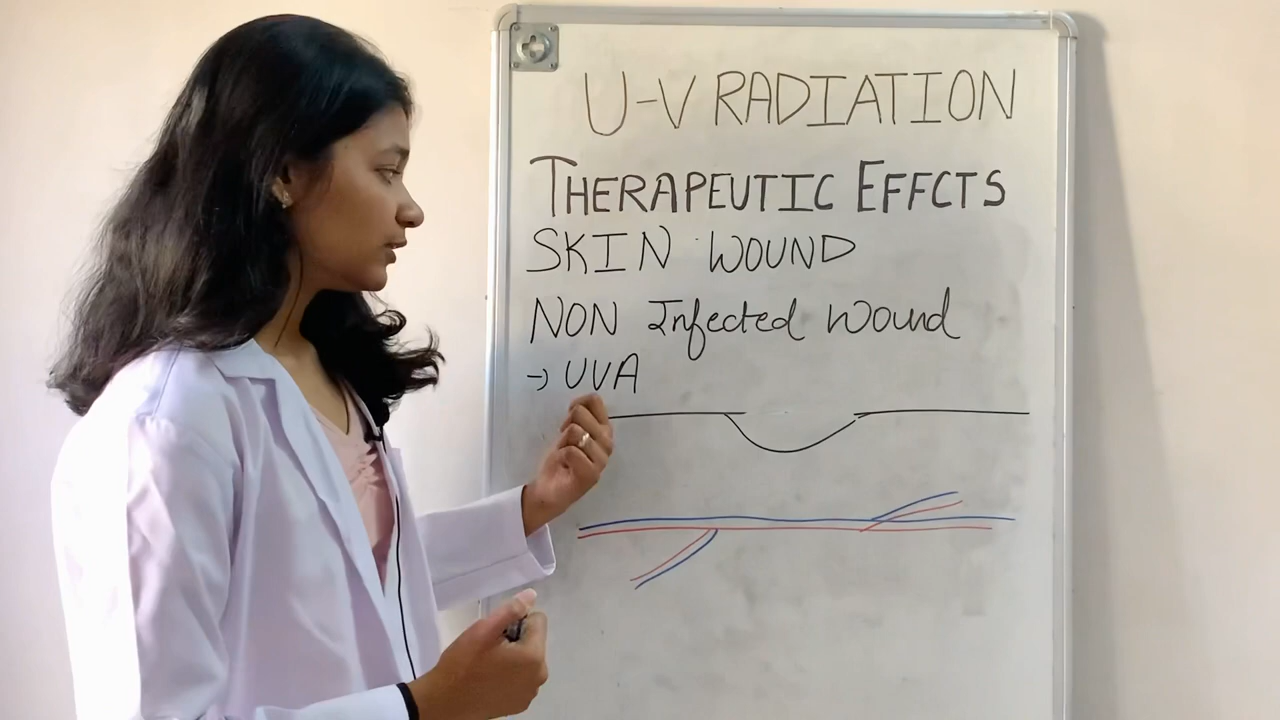 U-V RADIATION
THERAPEUTIC EFFCTS
SKIN WOUND
NON Infected Wound
→ UVA